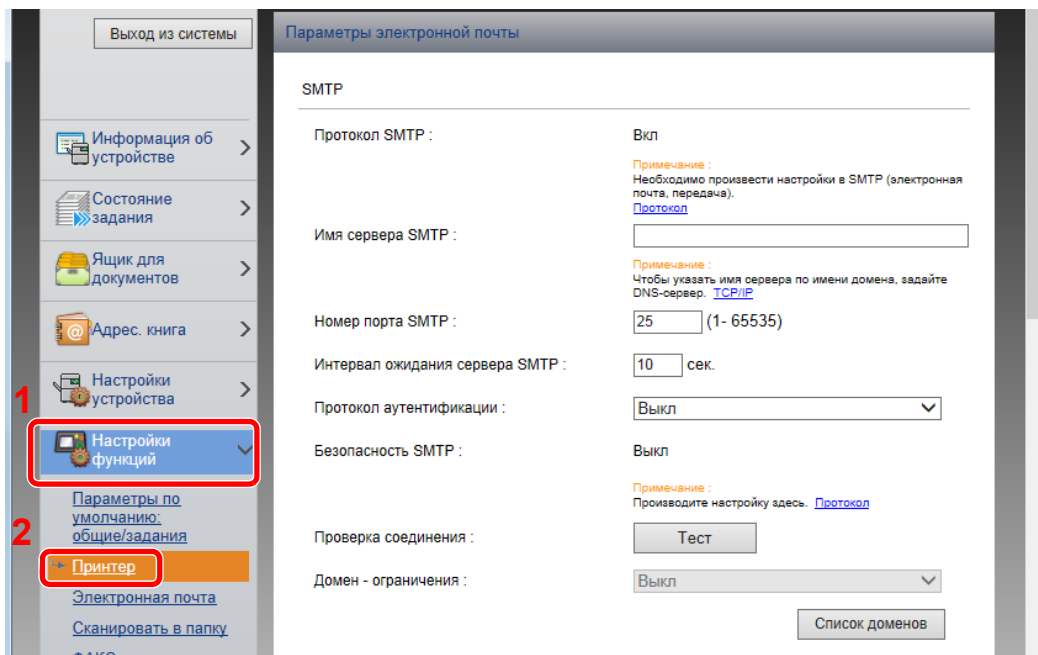 Выход из системы
Информация об
устройстве
Состояние
задания
Ящик для
документов
Адрес. книга
Настройки
устройства
1
Настройки
функций
Параметры по
умолчанию:
общие/задания
2
Принтер
Электронная почта
Сканировать в папку
Параметры электронной почты
SMTP
Протокол SMTP : Вкл
Примечание :
Необходимо произвести настройки в SMTP (электронная
почта, передача).
Протокол
Имя сервера SMTP :
Примечание :
Чтобы указать имя сервера по имени домена, задайте
DNS-сервер. TCP/IP
Номер порта SMTP : 25 (1- 65535)
Интервал ожидания сервера SMTP : 10 сек.
Протокол аутентификации : Выкл
Безопасность SMTP : Выкл
Примечание :
Производите настройку здесь. Протокол
Проверка соединения : Тест
Домен - ограничения : Выкл
Список доменов